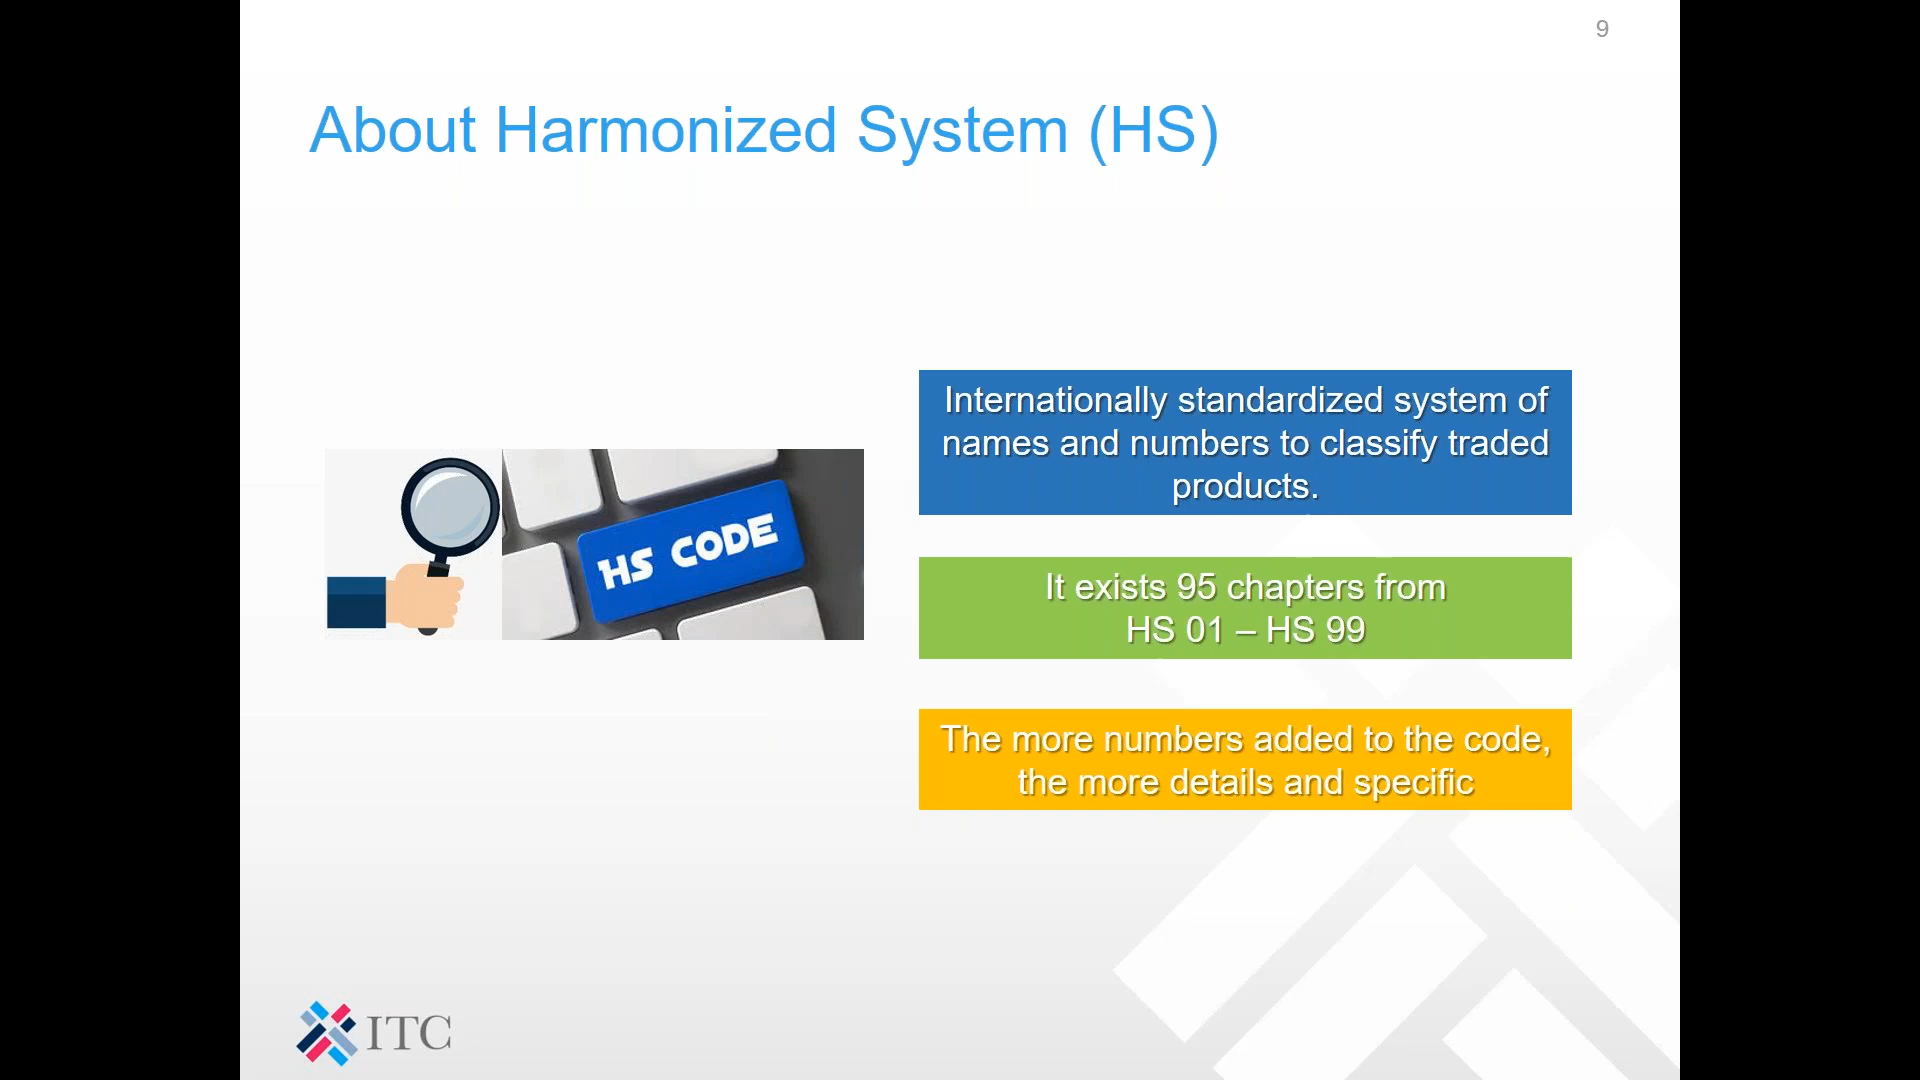 9
About Harmonized System (HS)
Internationally standardized system of
names and numbers to classify traded
products.
HS CODE
It exists 95 chapters from
HS 01 – HS 99
The more numbers added to the code,
the more details and specific
ITC